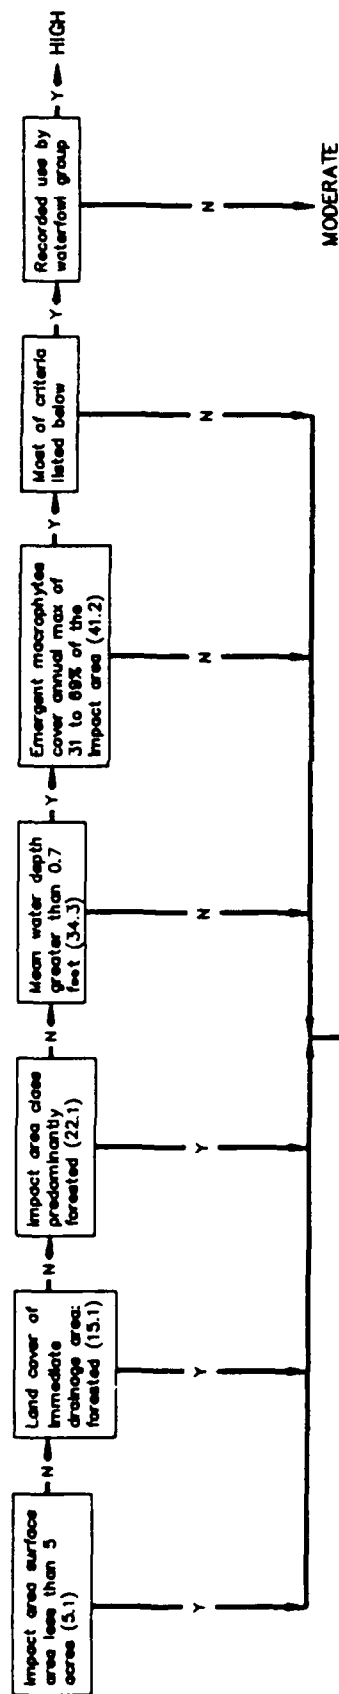 Impact area surface
area less than 5
acres (5.1)
N
Y
Land cover of
immediate
drainage area:
forested (15.1)
N
Y
Impact area class
predominantly
forested (22.1)
N
Y
Mean water depth
greater than 0.7
feet (34.3)
Y
N
Emergent macrophytes
cover annual max of
31 to 69% of the
impact area (41.2)
Y
N
Most of criteria
listed below
Y
N
Recorded use by
waterfowl group
Y
HIGH
N
MODERATE